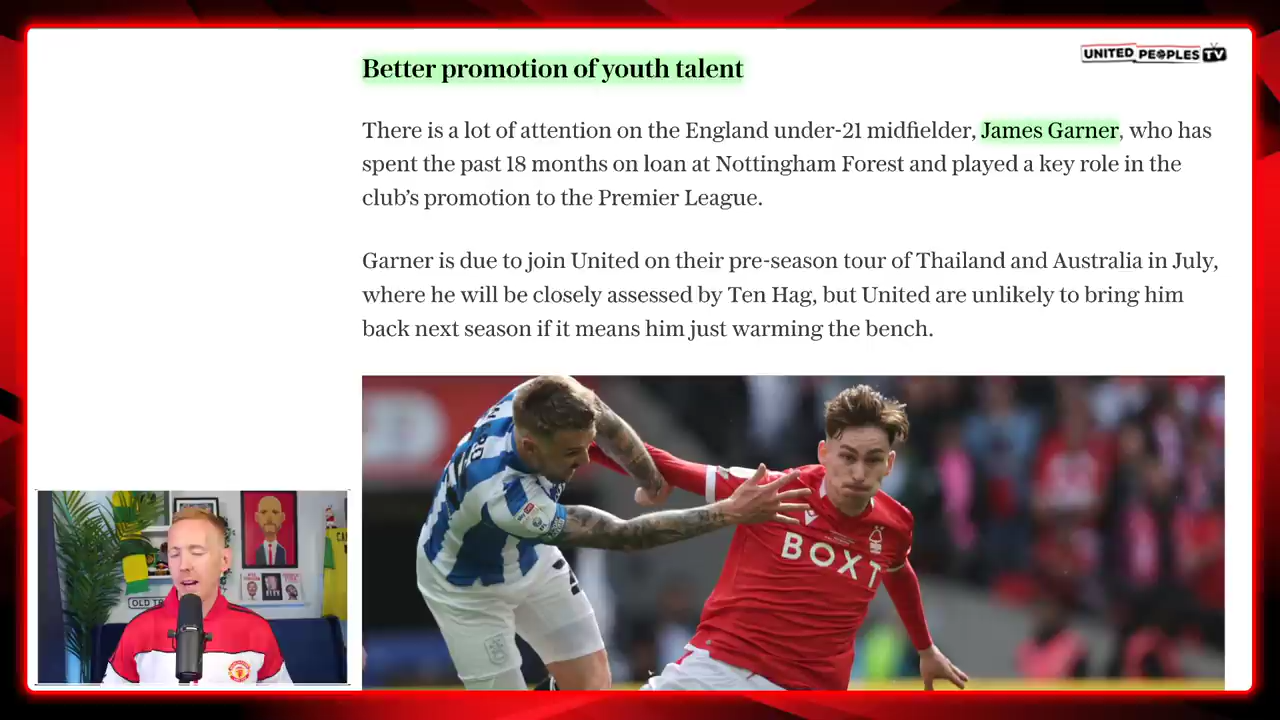 UNITED PEOPLES TV
Better promotion of youth talent
There is a lot of attention on the England under-21 midfielder, James Garner, who has
spent the past 18 months on loan at Nottingham Forest and played a key role in the
club’s promotion to the Premier League.
Garner is due to join United on their pre-season tour of Thailand and Australia in July,
where he will be closely assessed by Ten Hag, but United are unlikely to bring him
back next season if it means him just warming the bench.
BOXT